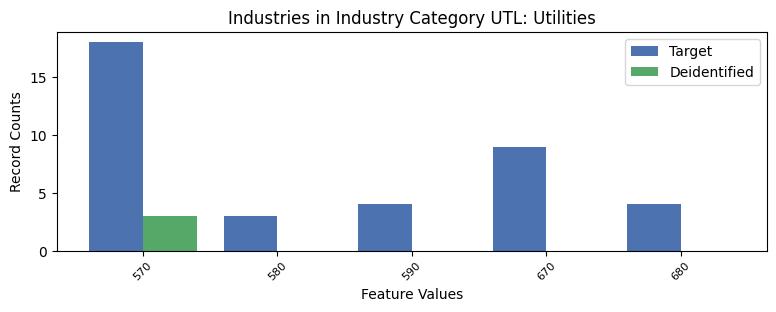 Industries in Industry Category UTL: Utilities
Target
Deidentified
Record Counts
15
10
5
0
570
580
590
670
680
Feature Values